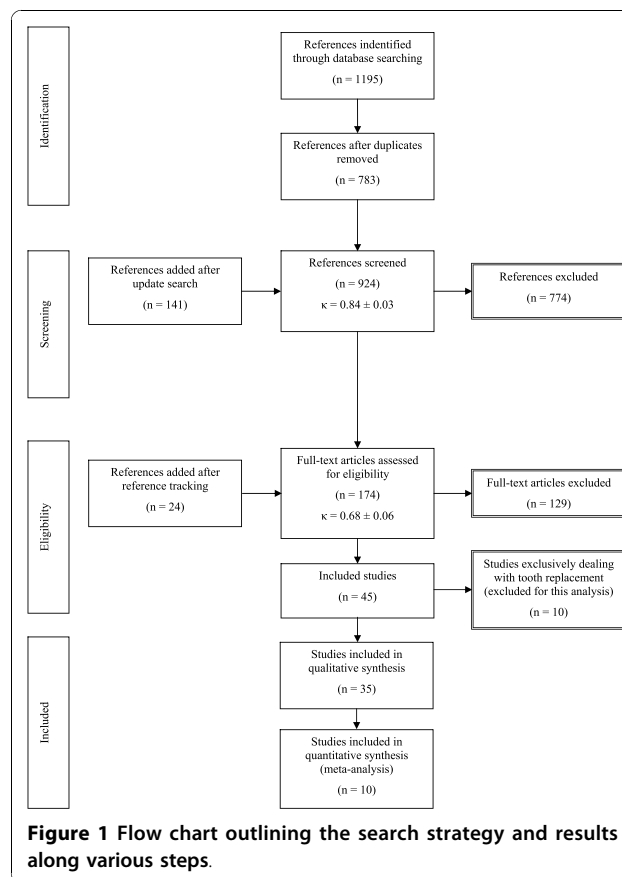 Identification
References indentified
through database searching
(n = 1195)
References after duplicates
removed
(n = 783)
Screening
References added after
update search
(n = 141)
References screened
(n = 924)
κ = 0.84 ± 0.03
References excluded
(n = 774)
Eligibility
References added after
reference tracking
(n = 24)
Full-text articles assessed
for eligibility
(n = 174)
κ = 0.68 ± 0.06
Full-text articles excluded
(n = 129)
Included studies
(n = 45)
Studies exclusively dealing
with tooth replacement
(excluded for this analysis)
(n = 10)
Included
Studies included in
qualitative synthesis
(n = 35)
Studies included in
quantitative synthesis
(meta-analysis)
(n = 10)
Figure 1 Flow chart outlining the search strategy and results
along various steps.